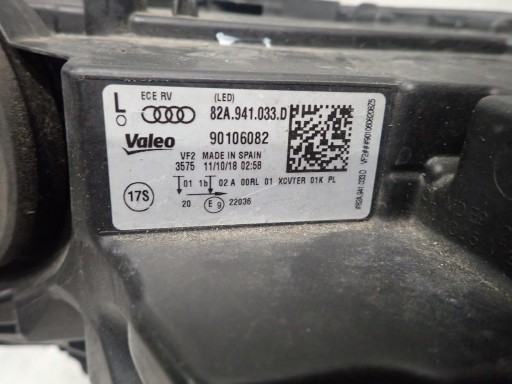 L ECE RV (LED)
82A.941.033.D
Valeo 90106082
VF2 MADE IN SPAIN
3575 11/10/18 02:58
17S
01 1b 02 A 00RL 01 XCVTER 01K PL
20 E9 22036